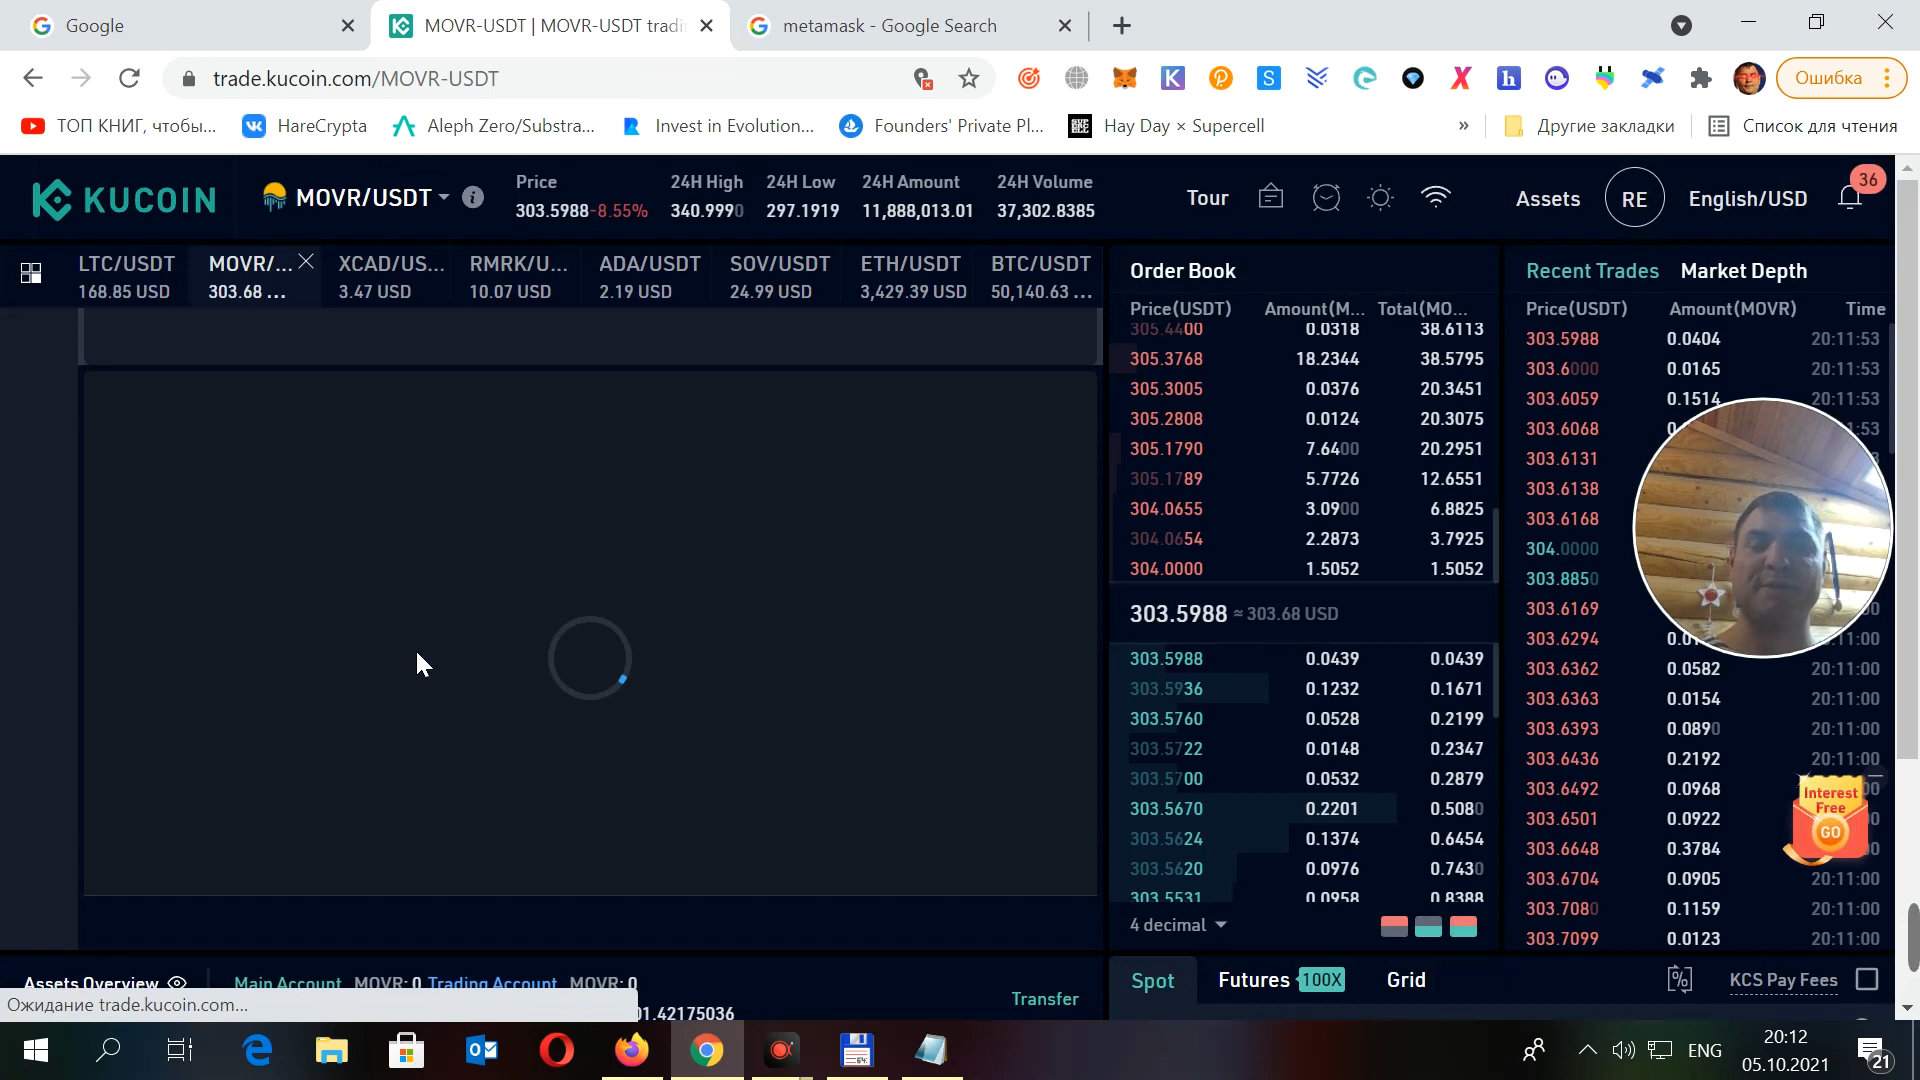 Google
MOVR-USDT | MOVR-USDT tradi
metamask - Google Search
trade.kucoin.com/MOVR-USDT
Ошибка
ТОП КНИГ, чтобы...
HareCrypta
Aleph Zero/Substra...
Invest in Evolution...
Founders' Private Pl...
Hay Day × Supercell
»
Другие закладки
Список для чтения
KUCOIN
MOVR/USDT
Price
303.5988-8.55%
24H High
340.9990
24H Low
297.1919
24H Amount
11,888,013.01
24H Volume
37,302.8385
Tour
Assets
RE
English/USD
36
LTC/USDT
168.85 USD
MOVR/...
303.68 ...
XCAD/US...
3.47 USD
RMRK/U...
10.07 USD
ADA/USDT
2.19 USD
SOV/USDT
24.99 USD
ETH/USDT
3,429.39 USD
BTC/USDT
50,140.63 ...
Order Book
Price(USDT) Amount(M... Total(MO...
305.4400 0.0318 38.6113
305.3768 18.2344 38.5795
305.3005 0.0376 20.3451
305.2808 0.0124 20.3075
305.1790 7.6400 20.2951
305.1789 5.7726 12.6551
304.0655 3.0900 6.8825
304.0654 2.2873 3.7925
304.0000 1.5052 1.5052
303.5988 ≈ 303.68 USD
303.5988 0.0439 0.0439
303.5936 0.1232 0.1671
303.5760 0.0528 0.2199
303.5722 0.0148 0.2347
303.5700 0.0532 0.2879
303.5670 0.2201 0.5080
303.5624 0.1374 0.6454
303.5620 0.0976 0.7430
303.5531 0.0958 0.8388
4 decimal
Recent Trades Market Depth
Price(USDT) Amount(MOVR) Time
303.5988 0.0404 20:11:53
303.6000 0.0165 20:11:53
303.6059 0.1514 20:11:53
303.6068
303.6131
303.6138
303.6168
304.0000
303.8850
303.6169
303.6294
303.6362 0.0582 20:11:00
303.6363 0.0154 20:11:00
303.6393 0.0890 20:11:00
303.6436 0.2192 20:11:00
303.6492 0.0968
303.6501 0.0922
303.6648 0.3784
303.6704 0.0905 20:11:00
303.7080 0.1159 20:11:00
303.7099 0.0123 20:11:00
Interest
Free
GO
Assets Overview
Main Account MOVR: 0 Trading Account MOVR: 0
01.42175036
Transfer
Ожидание trade.kucoin.com...
Spot
Futures 100X
Grid
KCS Pay Fees
64
ENG
20:12
05.10.2021
21